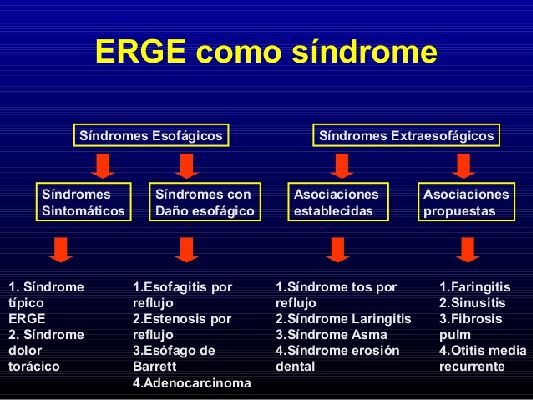 ERGE como síndrome
Síndromes Esofágicos
Síndromes Extraesofágicos
Síndromes
Sintomáticos
Síndromes con
Daño esofágico
Asociaciones
establecidas
Asociaciones
propuestas
1. Síndrome
típico
ERGE
2. Síndrome
dolor
torácico
1.Esofagitis por
reflujo
2.Estenosis por
reflujo
3.Esófago de
Barrett
4.Adenocarcinoma
1.Síndrome tos por
reflujo
2.Síndrome Laringitis
3.Síndrome Asma
4.Síndrome erosión
dental
1.Faringitis
2.Sinusitis
3.Fibrosis
pulm
4.Otitis media
recurrente